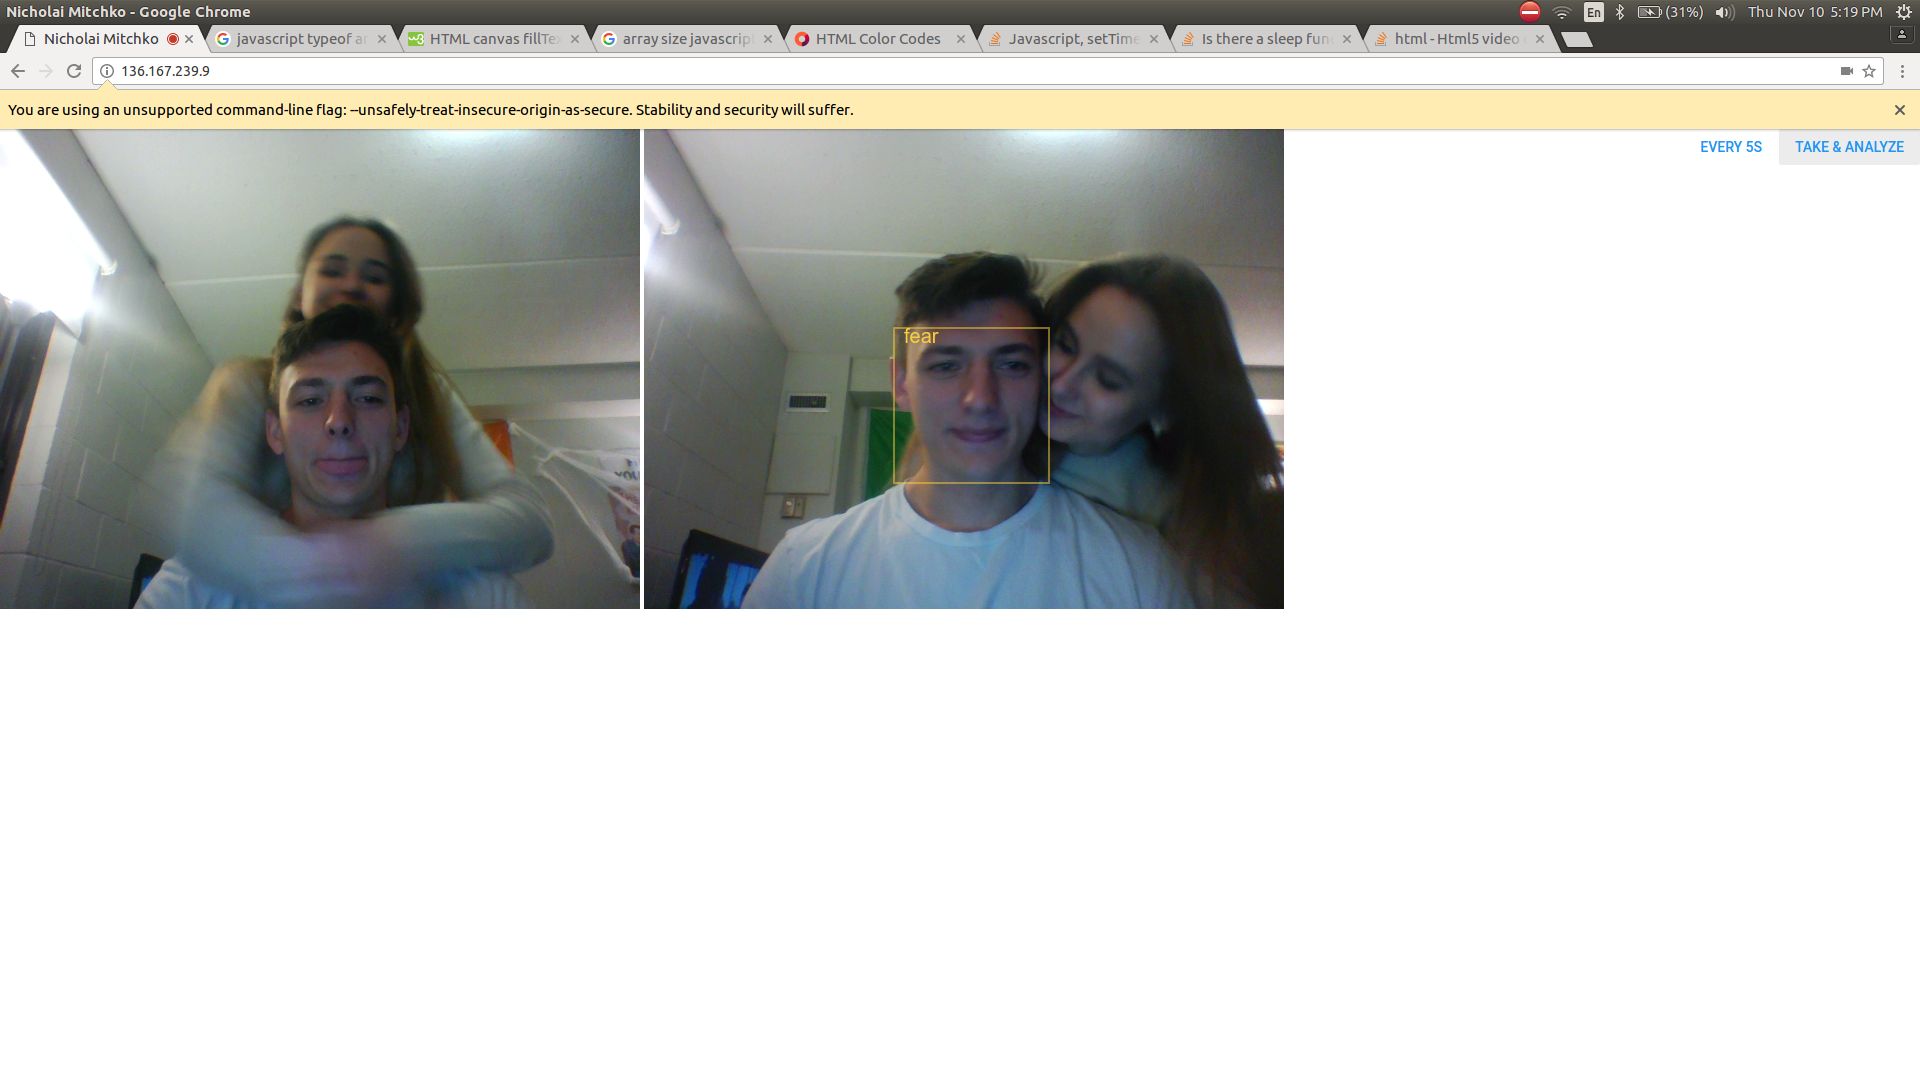 Nicholai Mitchko - Google Chrome
En
(31%)
Thu Nov 10 5:19 PM
Nicholai Mitchko
javascript typeof ar
HTML canvas fillTex
array size javascript
HTML Color Codes
Javascript, setTime
Is there a sleep fun
html - Html5 video
136.167.239.9
You are using an unsupported command-line flag: --unsafely-treat-insecure-origin-as-secure. Stability and security will suffer.
EVERY 5S
TAKE & ANALYZE
fear